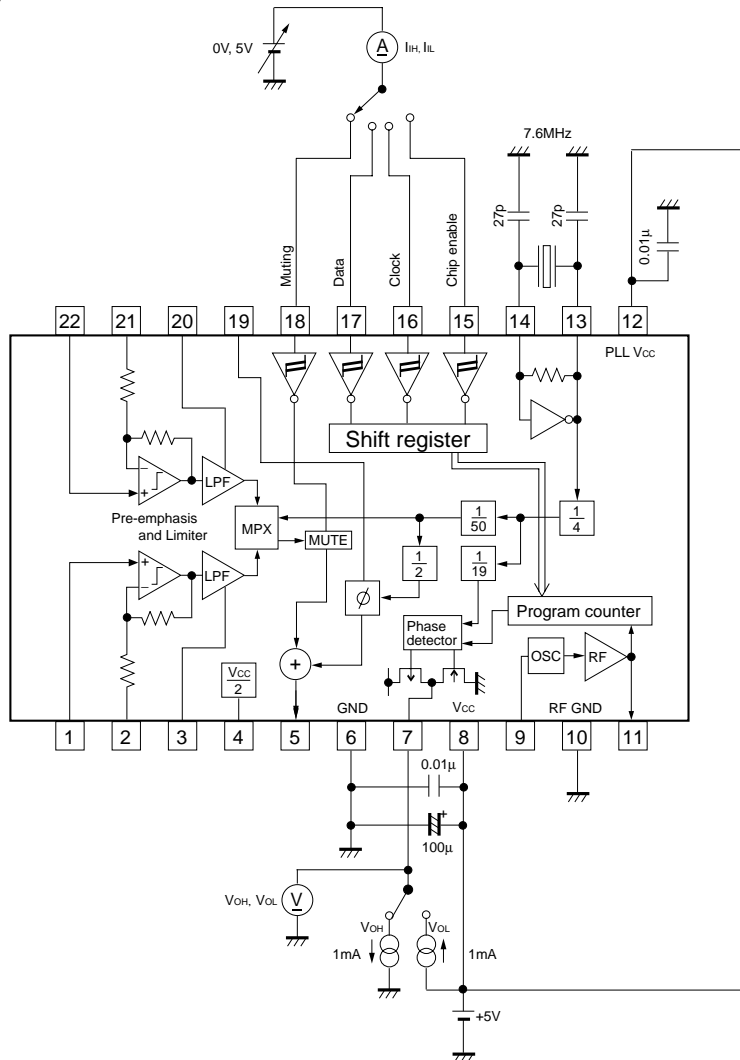 0V, 5V
A
IIH, IIL
7.6MHz
27p
27p
0.01μ
Muting
Data
Clock
Chip enable
22
21
20
19
18
17
16
15
14
13
12
PLL VCC
Shift register
−
+
LPF
Pre-emphasis
and Limiter
MPX
MUTE
1
50
1
4
1
2
1
19
+
−
LPF
ϕ
Phase
detector
Program counter
OSC
RF
+
VCC
2
GND
VCC
RF GND
1
2
3
4
5
6
7
8
9
10
11
0.01μ
+
100μ
VOH, VOL
V
VOH
VOL
1mA
1mA
+5V